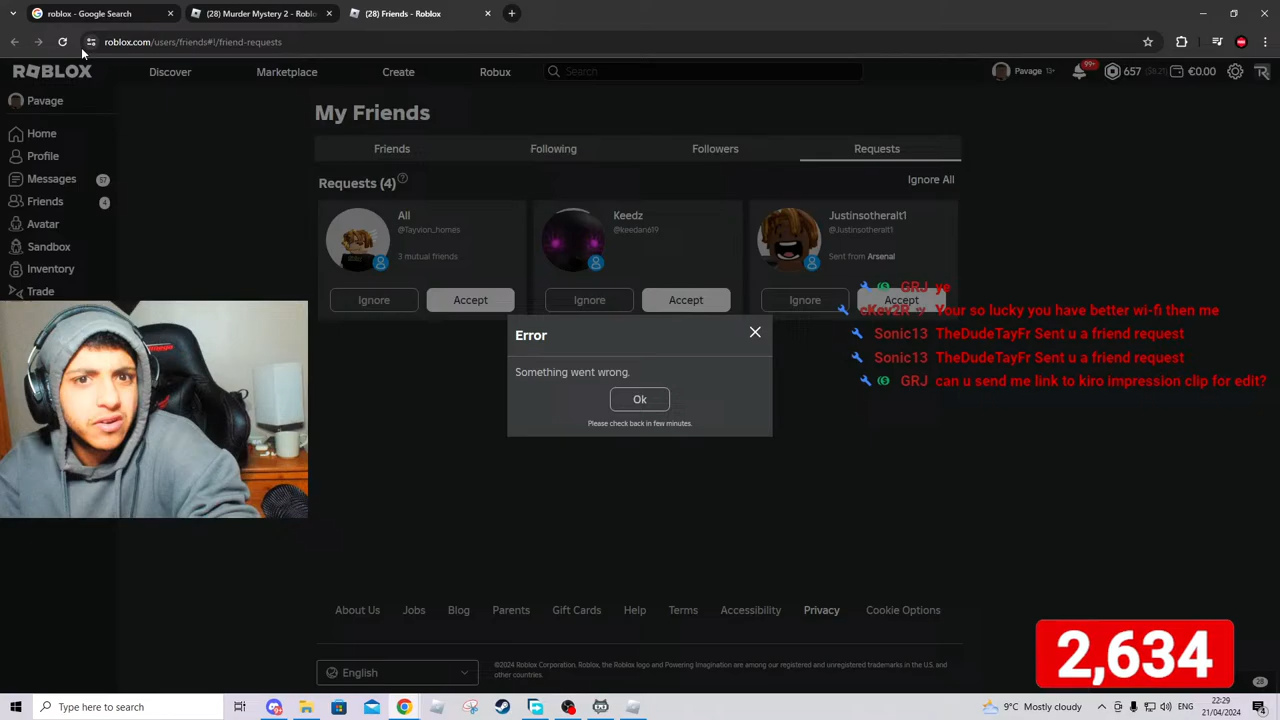 roblox - Google Search
(28) Murder Mystery 2 - Robl
(28) Friends - Roblox
roblox.com/users/friends#!/friend-requests
ROBLOX
Discover
Marketplace
Create
Robux
Search
Pavage 13+
99+
657
€0.00
Pavage
Home
Profile
Messages 57
Friends 4
Avatar
Sandbox
Inventory
Trade
My Friends
Friends
Following
Followers
Requests
Requests (4)
Ignore All
All
@Tayvion_homes
3 mutual friends
Ignore
Accept
Keedz
@keedan619
Ignore
Accept
Justinsotheralt1
@Justinsotheralt1
Sent from Arsenal
Ignore
Accept
Error
Something went wrong.
Ok
Please check back in few minutes.
GRJ ye
Your so lucky you have better wi-fi then me
Sonic13 TheDudeTayFr Sent u a friend request
Sonic13 TheDudeTayFr Sent u a friend request
GRJ can u send me link to kiro impression clip for edit?
About Us
Jobs
Blog
Parents
Gift Cards
Help
Terms
Accessibility
Privacy
Cookie Options
English
©2024 Roblox Corporation, Roblox, the Roblox logo and Powering Imagination are among our registered and unregistered trademarks in the U.S. and
other countries.
2,634
28
Type here to search
9°C Mostly cloudy
ENG
22:29
21/04/2024